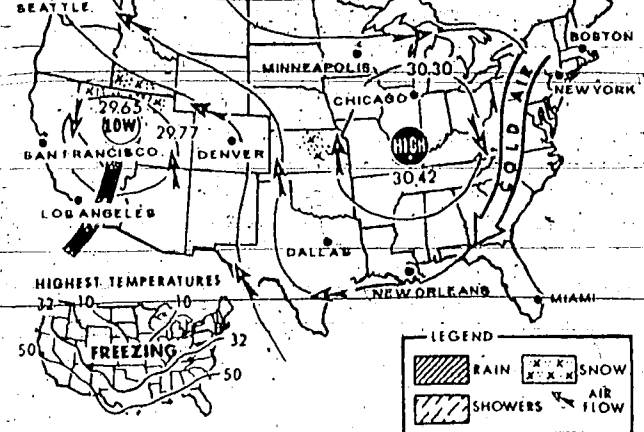 SEATTLE
BOSTON
MINNEAPOLIS
30.30
NEW YORK
CHICAGO
29.65
LOW
29.77
COLD AIR
HIGH
SAN FRANCISCO
DENVER
30.42
LOS ANGELES
DALLAS
HIGHEST TEMPERATURES
NEW ORLEANS
MIAMI
32 10 10
32
50
FREEZING
50
LEGEND
RAIN
SNOW
SHOWERS
AIR
FLOW